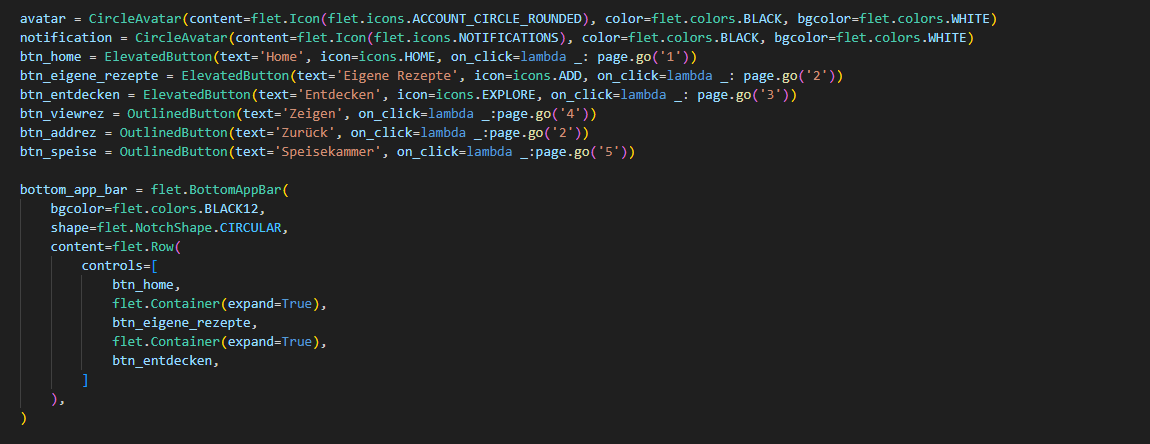 avatar = CircleAvatar(content=flet.Icon(flet.icons.ACCOUNT_CIRCLE_ROUNDED), color=flet.colors.BLACK, bgcolor=flet.colors.WHITE)
notification = CircleAvatar(content=flet.Icon(flet.icons.NOTIFICATIONS), color=flet.colors.BLACK, bgcolor=flet.colors.WHITE)
btn_home = ElevatedButton(text='Home', icon=icons.HOME, on_click=lambda _: page.go('1'))
btn_eigene_rezepte = ElevatedButton(text='Eigene Rezepte', icon=icons.ADD, on_click=lambda _: page.go('2'))
btn_entdecken = ElevatedButton(text='Entdecken', icon=icons.EXPLORE, on_click=lambda _: page.go('3'))
btn_viewrez = OutlinedButton(text='Zeigen', on_click=lambda _:page.go('4'))
btn_addrez = OutlinedButton(text='Zurück', on_click=lambda _:page.go('2'))
btn_speise = OutlinedButton(text='Speisekammer', on_click=lambda _:page.go('5'))

bottom_app_bar = flet.BottomAppBar(
    bgcolor=flet.colors.BLACK12,
    shape=flet.NotchShape.CIRCULAR,
    content=flet.Row(
        controls=[
            btn_home,
            flet.Container(expand=True),
            btn_eigene_rezepte,
            flet.Container(expand=True),
            btn_entdecken,
        ]
    ),
)